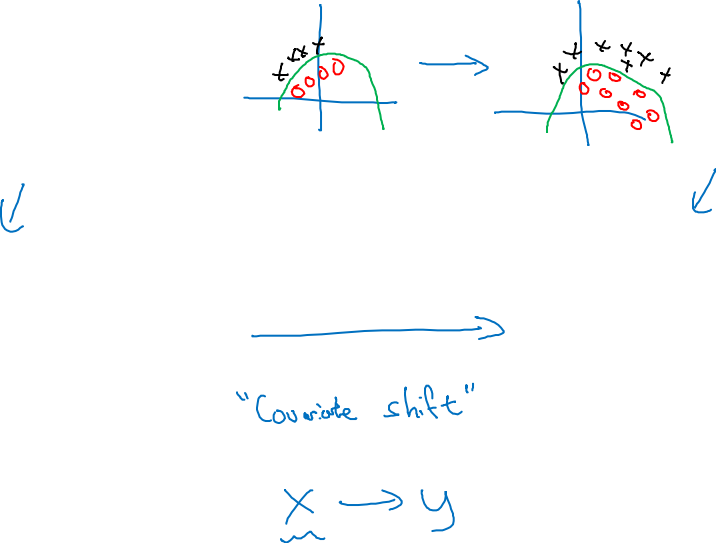 "Covariate shift"
X → y